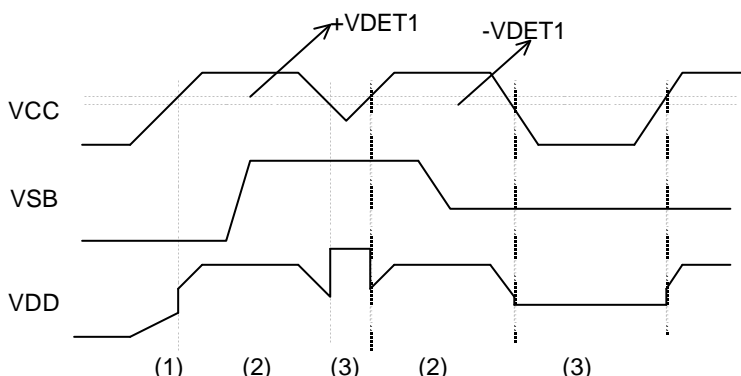 +VDET1
-VDET1
VCC
VSB
VDD
(1) (2) (3) (2) (3)